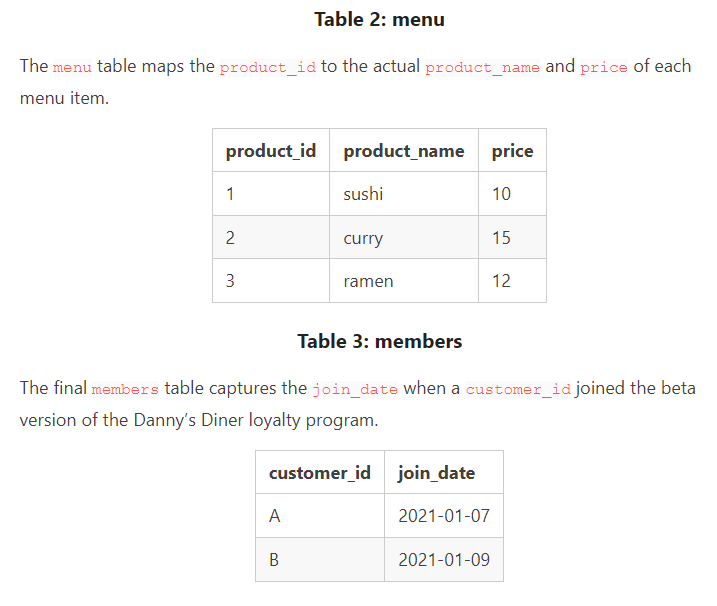 Table 2: menu
The menu table maps the product_id to the actual product_name and price of each
menu item.
product_id product_name price
1 sushi 10
2 curry 15
3 ramen 12
Table 3: members
The final members table captures the join_date when a customer_id joined the beta
version of the Danny’s Diner loyalty program.
customer_id join_date
A 2021-01-07
B 2021-01-09